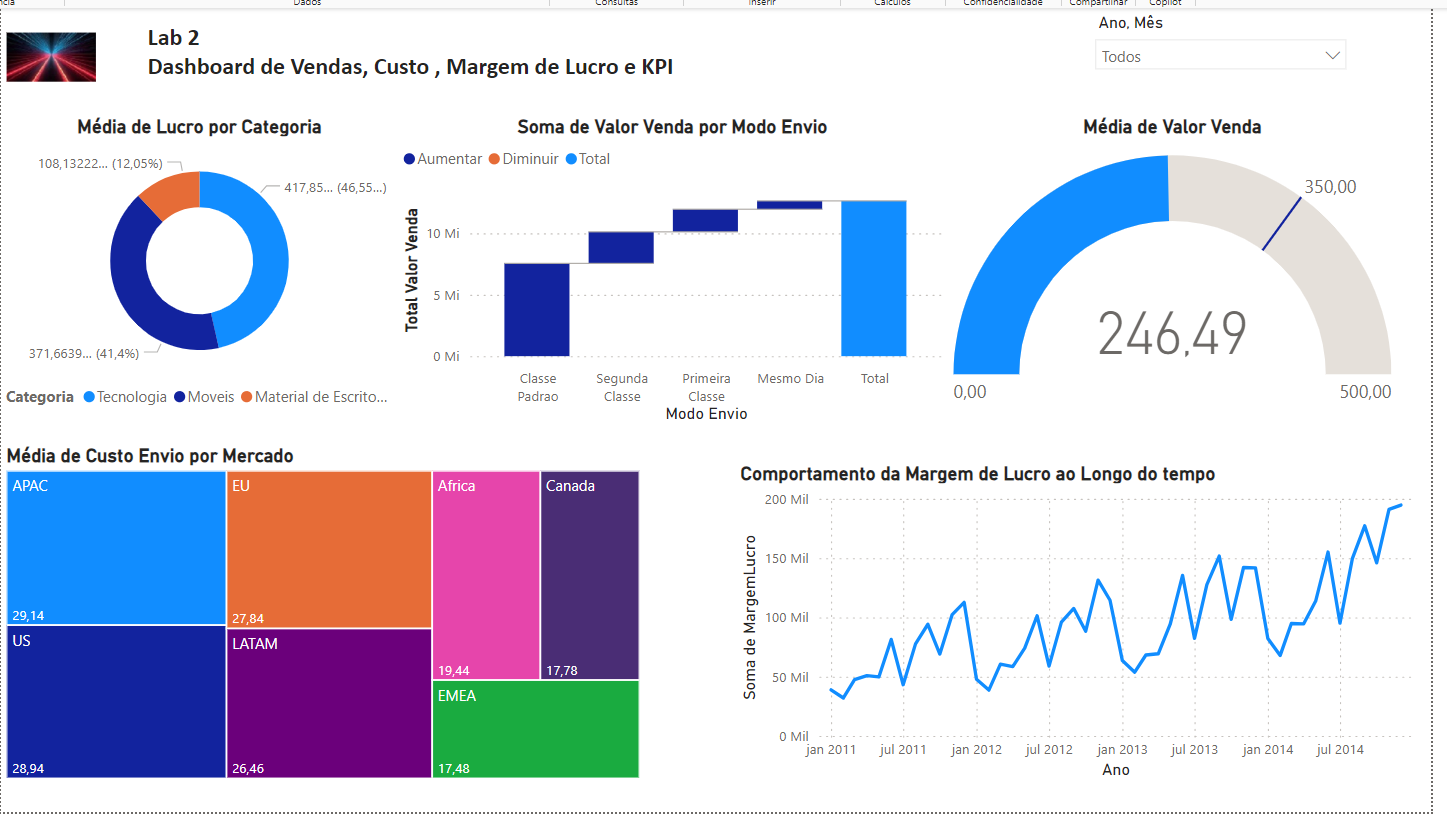 Dados
Consultas
Inserir
Cálculos
Confidencialidade
Compartilhar
Copilot
Lab 2
Dashboard de Vendas, Custo , Margem de Lucro e KPI
Ano, Mês
Todos
Média de Lucro por Categoria
108,13222... (12,05%)
417,85... (46,55...)
371,6639... (41,4%)
Categoria Tecnologia Moveis Material de Escrito...
Soma de Valor Venda por Modo Envio
Aumentar Diminuir Total
Total Valor Venda
10 Mi
5 Mi
0 Mi
Classe Padrao
Segunda Classe
Primeira Classe
Mesmo Dia
Total
Modo Envio
Média de Valor Venda
350,00
246,49
0,00
500,00
Média de Custo Envio por Mercado
APAC
29,14
US
28,94
EU
27,84
LATAM
26,46
Africa
19,44
Canada
17,78
EMEA
17,48
Comportamento da Margem de Lucro ao Longo do tempo
Soma de MargemLucro
200 Mil
150 Mil
100 Mil
50 Mil
0 Mil
jan 2011
jul 2011
jan 2012
jul 2012
jan 2013
jul 2013
jan 2014
jul 2014
Ano